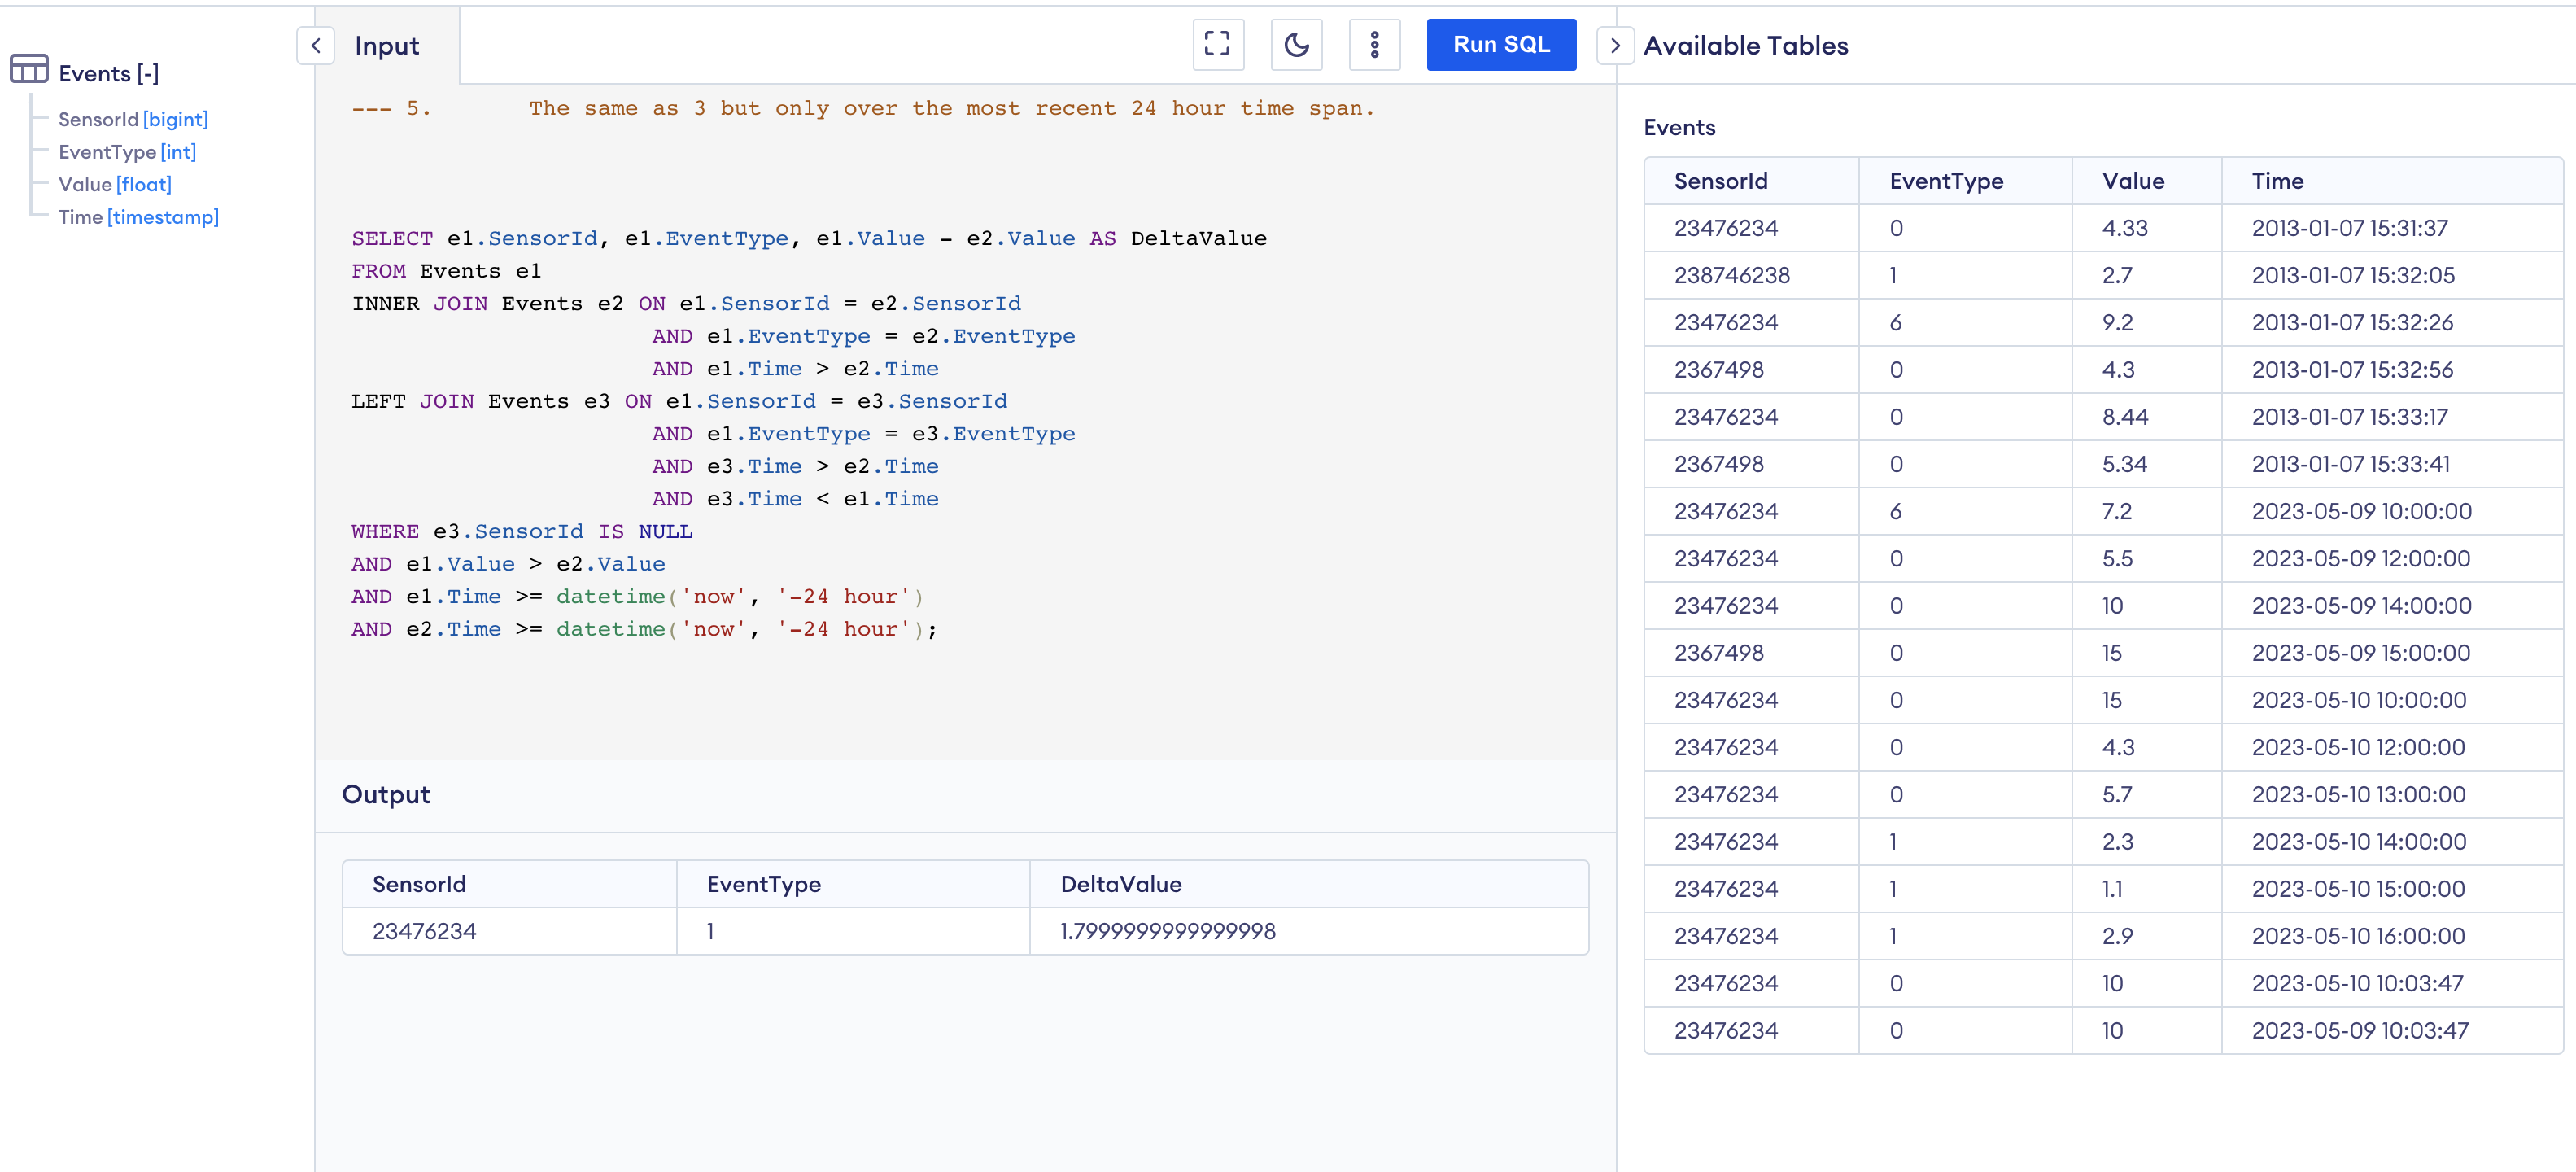 Events [-]
SensorId [bigint]
EventType [int]
Value [float]
Time [timestamp]
Input
Run SQL
--- 5.       The same as 3 but only over the most recent 24 hour time span.
SELECT e1.SensorId, e1.EventType, e1.Value - e2.Value AS DeltaValue
FROM Events e1
INNER JOIN Events e2 ON e1.SensorId = e2.SensorId
                      AND e1.EventType = e2.EventType
                      AND e1.Time > e2.Time
LEFT JOIN Events e3 ON e1.SensorId = e3.SensorId
                      AND e1.EventType = e3.EventType
                      AND e3.Time > e2.Time
                      AND e3.Time < e1.Time
WHERE e3.SensorId IS NULL
AND e1.Value > e2.Value
AND e1.Time >= datetime('now', '-24 hour')
AND e2.Time >= datetime('now', '-24 hour');
Output
SensorId EventType DeltaValue
23476234 1 1.7999999999999998
Available Tables
Events
SensorId EventType Value Time
23476234 0 4.33 2013-01-07 15:31:37
238746238 1 2.7 2013-01-07 15:32:05
23476234 6 9.2 2013-01-07 15:32:26
2367498 0 4.3 2013-01-07 15:32:56
23476234 0 8.44 2013-01-07 15:33:17
2367498 0 5.34 2013-01-07 15:33:41
23476234 6 7.2 2023-05-09 10:00:00
23476234 0 5.5 2023-05-09 12:00:00
23476234 0 10 2023-05-09 14:00:00
2367498 0 15 2023-05-09 15:00:00
23476234 0 15 2023-05-10 10:00:00
23476234 0 4.3 2023-05-10 12:00:00
23476234 0 5.7 2023-05-10 13:00:00
23476234 1 2.3 2023-05-10 14:00:00
23476234 1 1.1 2023-05-10 15:00:00
23476234 1 2.9 2023-05-10 16:00:00
23476234 0 10 2023-05-10 10:03:47
23476234 0 10 2023-05-09 10:03:47